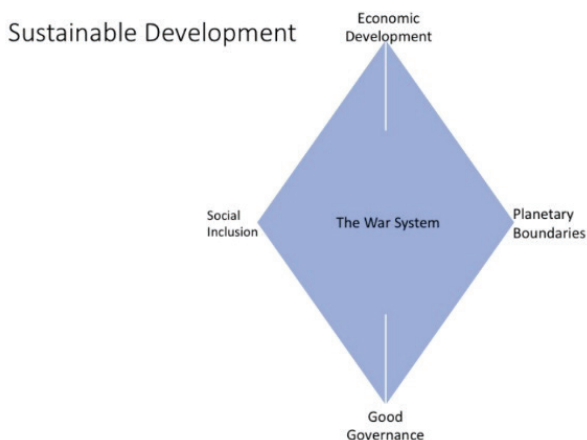 Sustainable Development
Economic
Development
Social
Inclusion
The War System
Planetary
Boundaries
Good
Governance